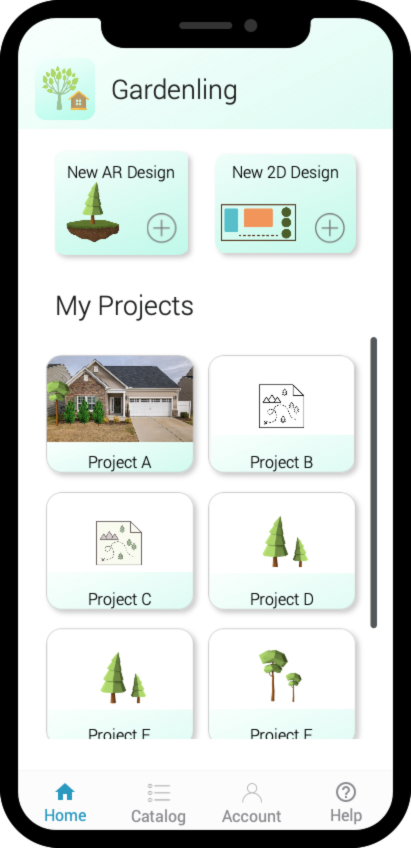 Gardenling
New AR Design
New 2D Design
My Projects
Project A
Project B
Project C
Project D
Project
Project
Home
Catalog
Account
Help